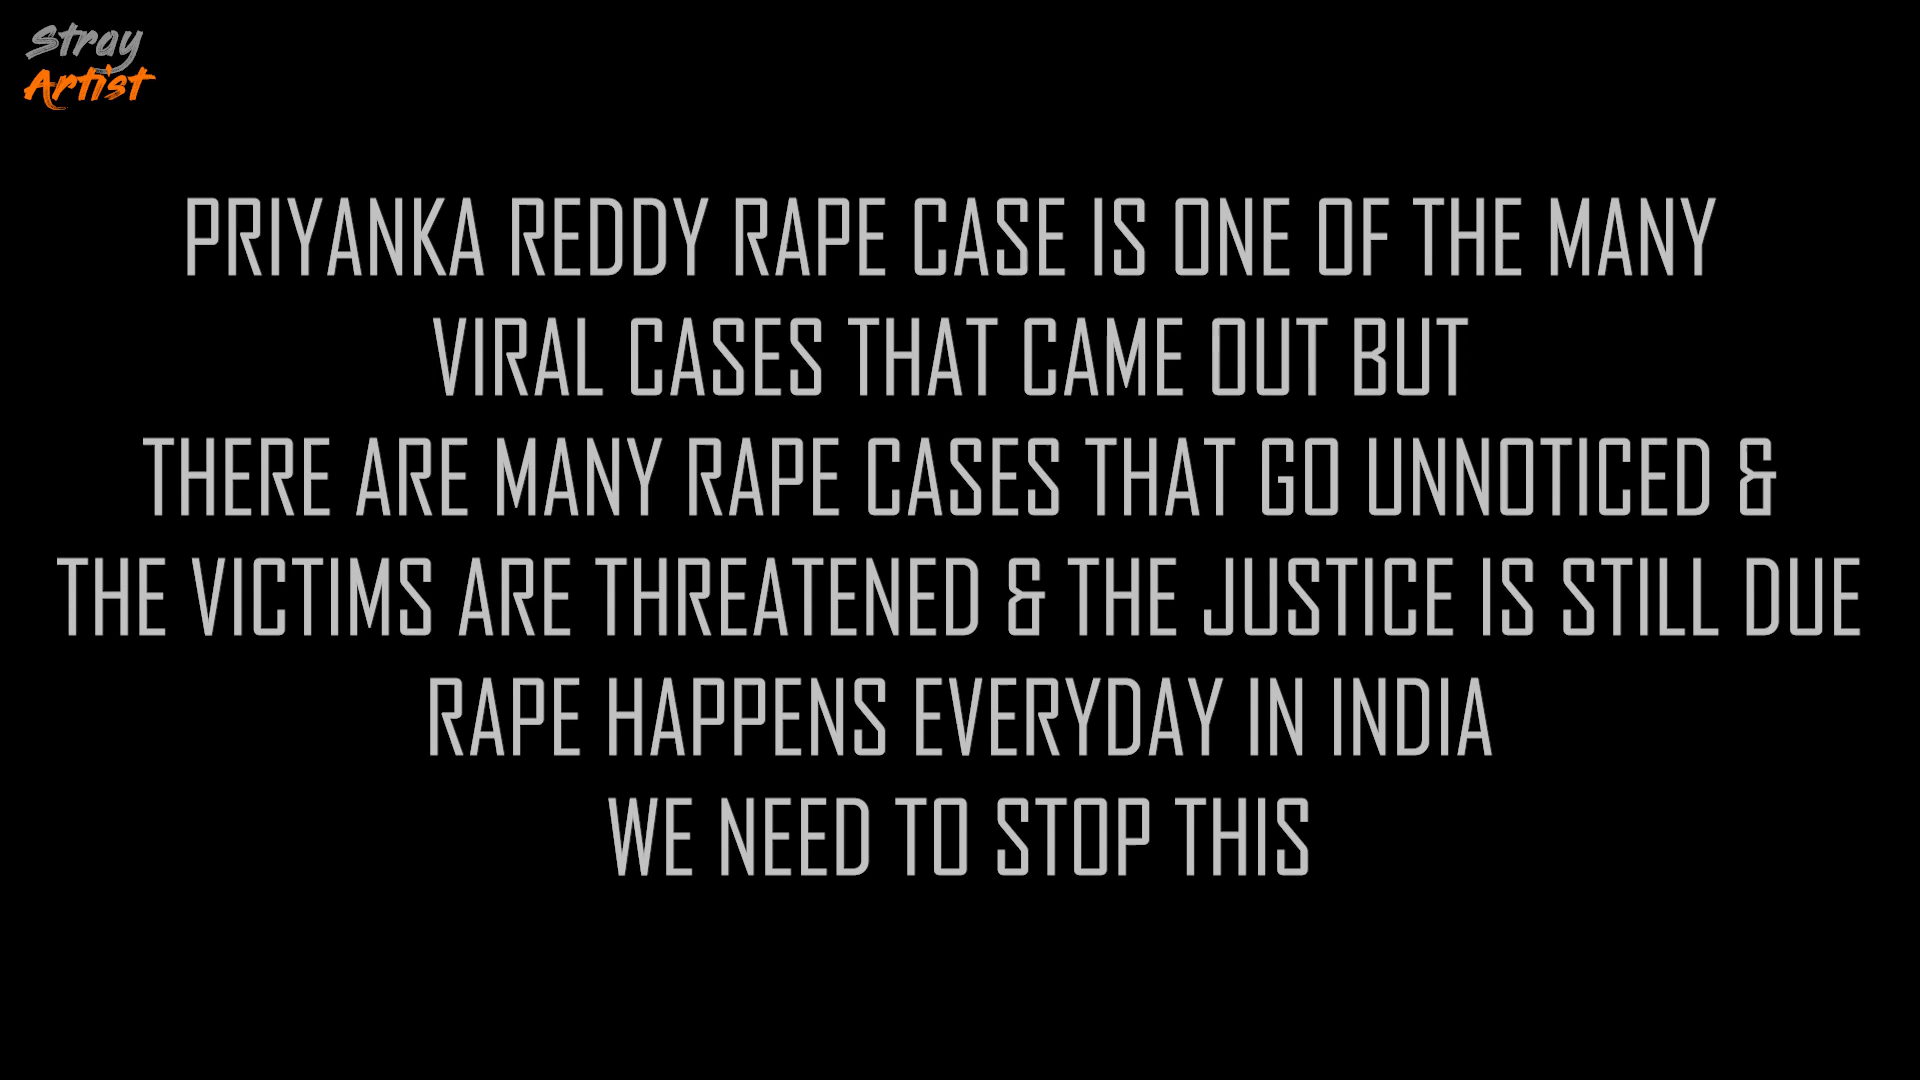 Stray
Artist
PRIYANKA REDDY RAPE CASE IS ONE OF THE MANY
VIRAL CASES THAT CAME OUT BUT
THERE ARE MANY RAPE CASES THAT GO UNNOTICED &
THE VICTIMS ARE THREATENED & THE JUSTICE IS STILL DUE
RAPE HAPPENS EVERYDAY IN INDIA
WE NEED TO STOP THIS